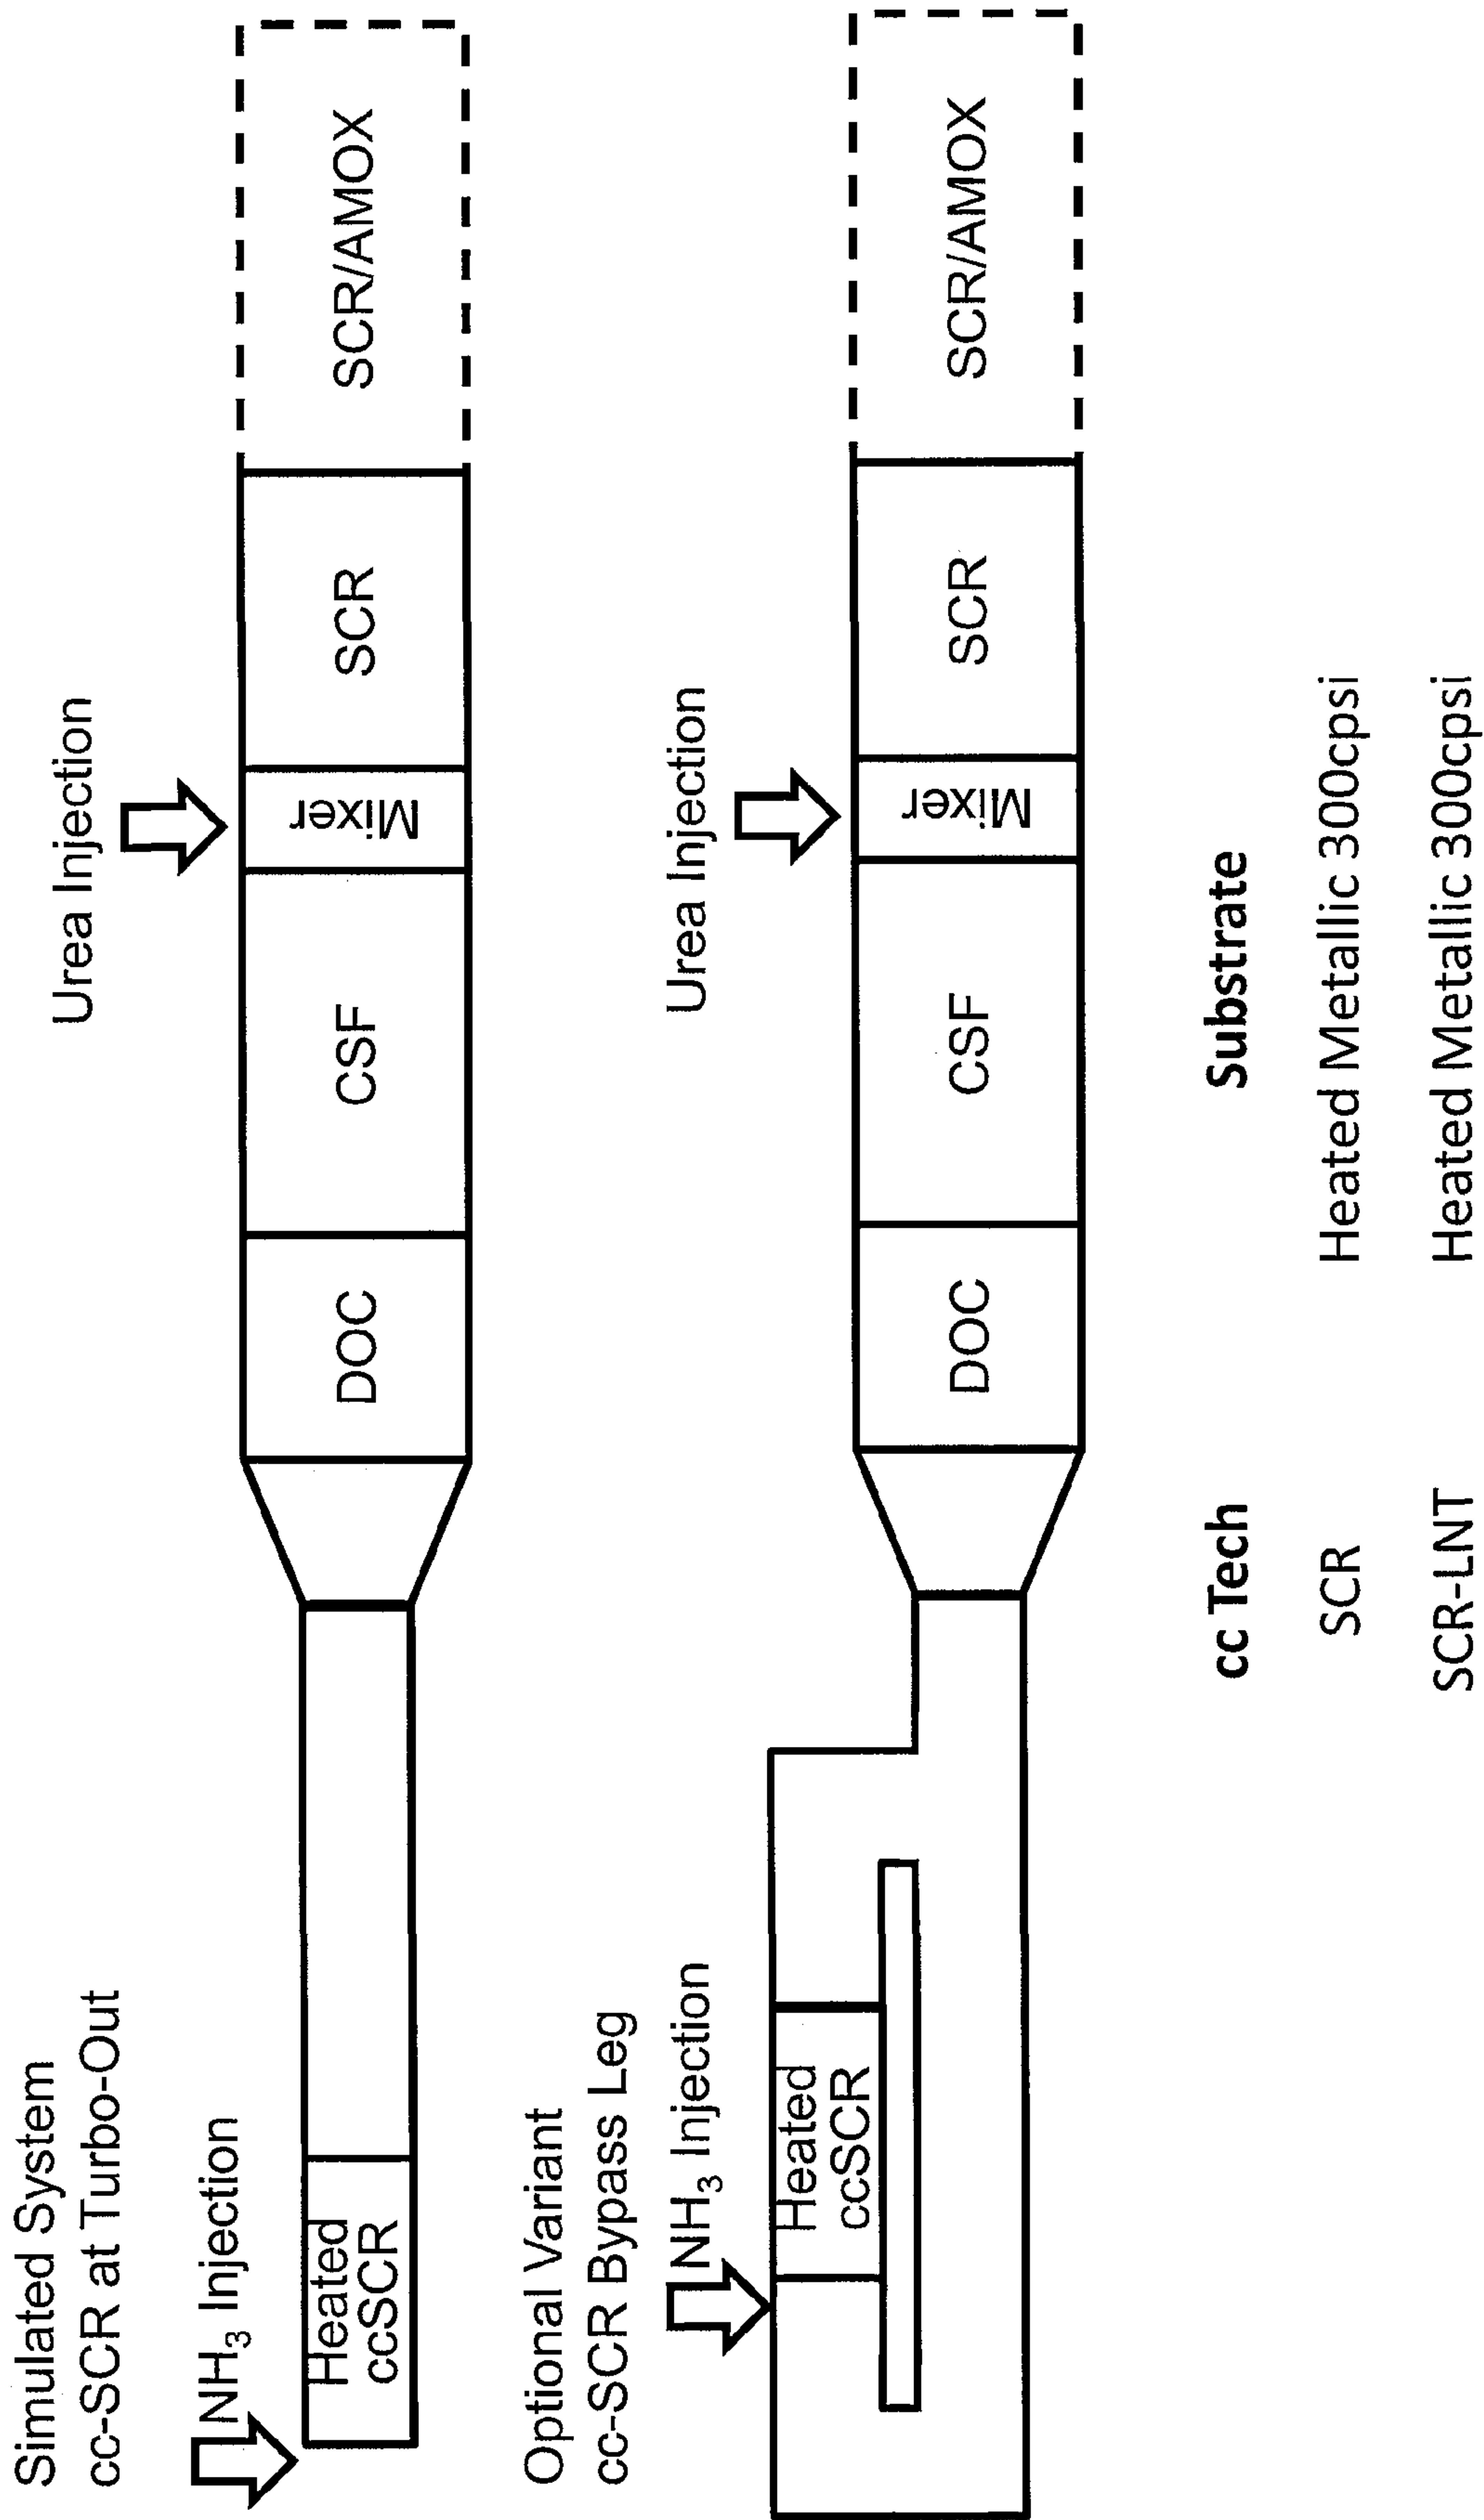 Simulated System
cc-SCR at Turbo-Out
NH₃ Injection
Urea Injection
Heated
ccSCR
DOC
CSF
Mixer
SCR
SCR/AMOX
Optional Variant
cc-SCR Bypass Leg
NH₃ Injection
Urea Injection
Heated
ccSCR
DOC
CSF
Mixer
SCR
SCR/AMOX
cc Tech Substrate
SCR Heated Metallic 300cpsi
SCR-LNT Heated Metallic 300cpsi